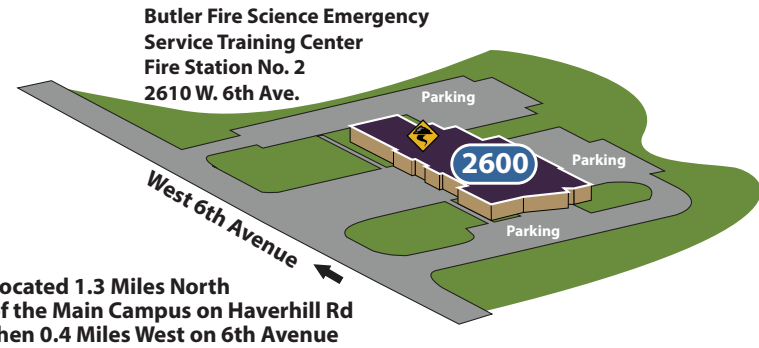 Butler Fire Science Emergency
Service Training Center
Fire Station No. 2
2610 W. 6th Ave.
Parking
2600
Parking
Parking
West 6th Avenue
ocated 1.3 Miles North
f the Main Campus on Haverhill Rd
hen 0.4 Miles West on 6th Avenue